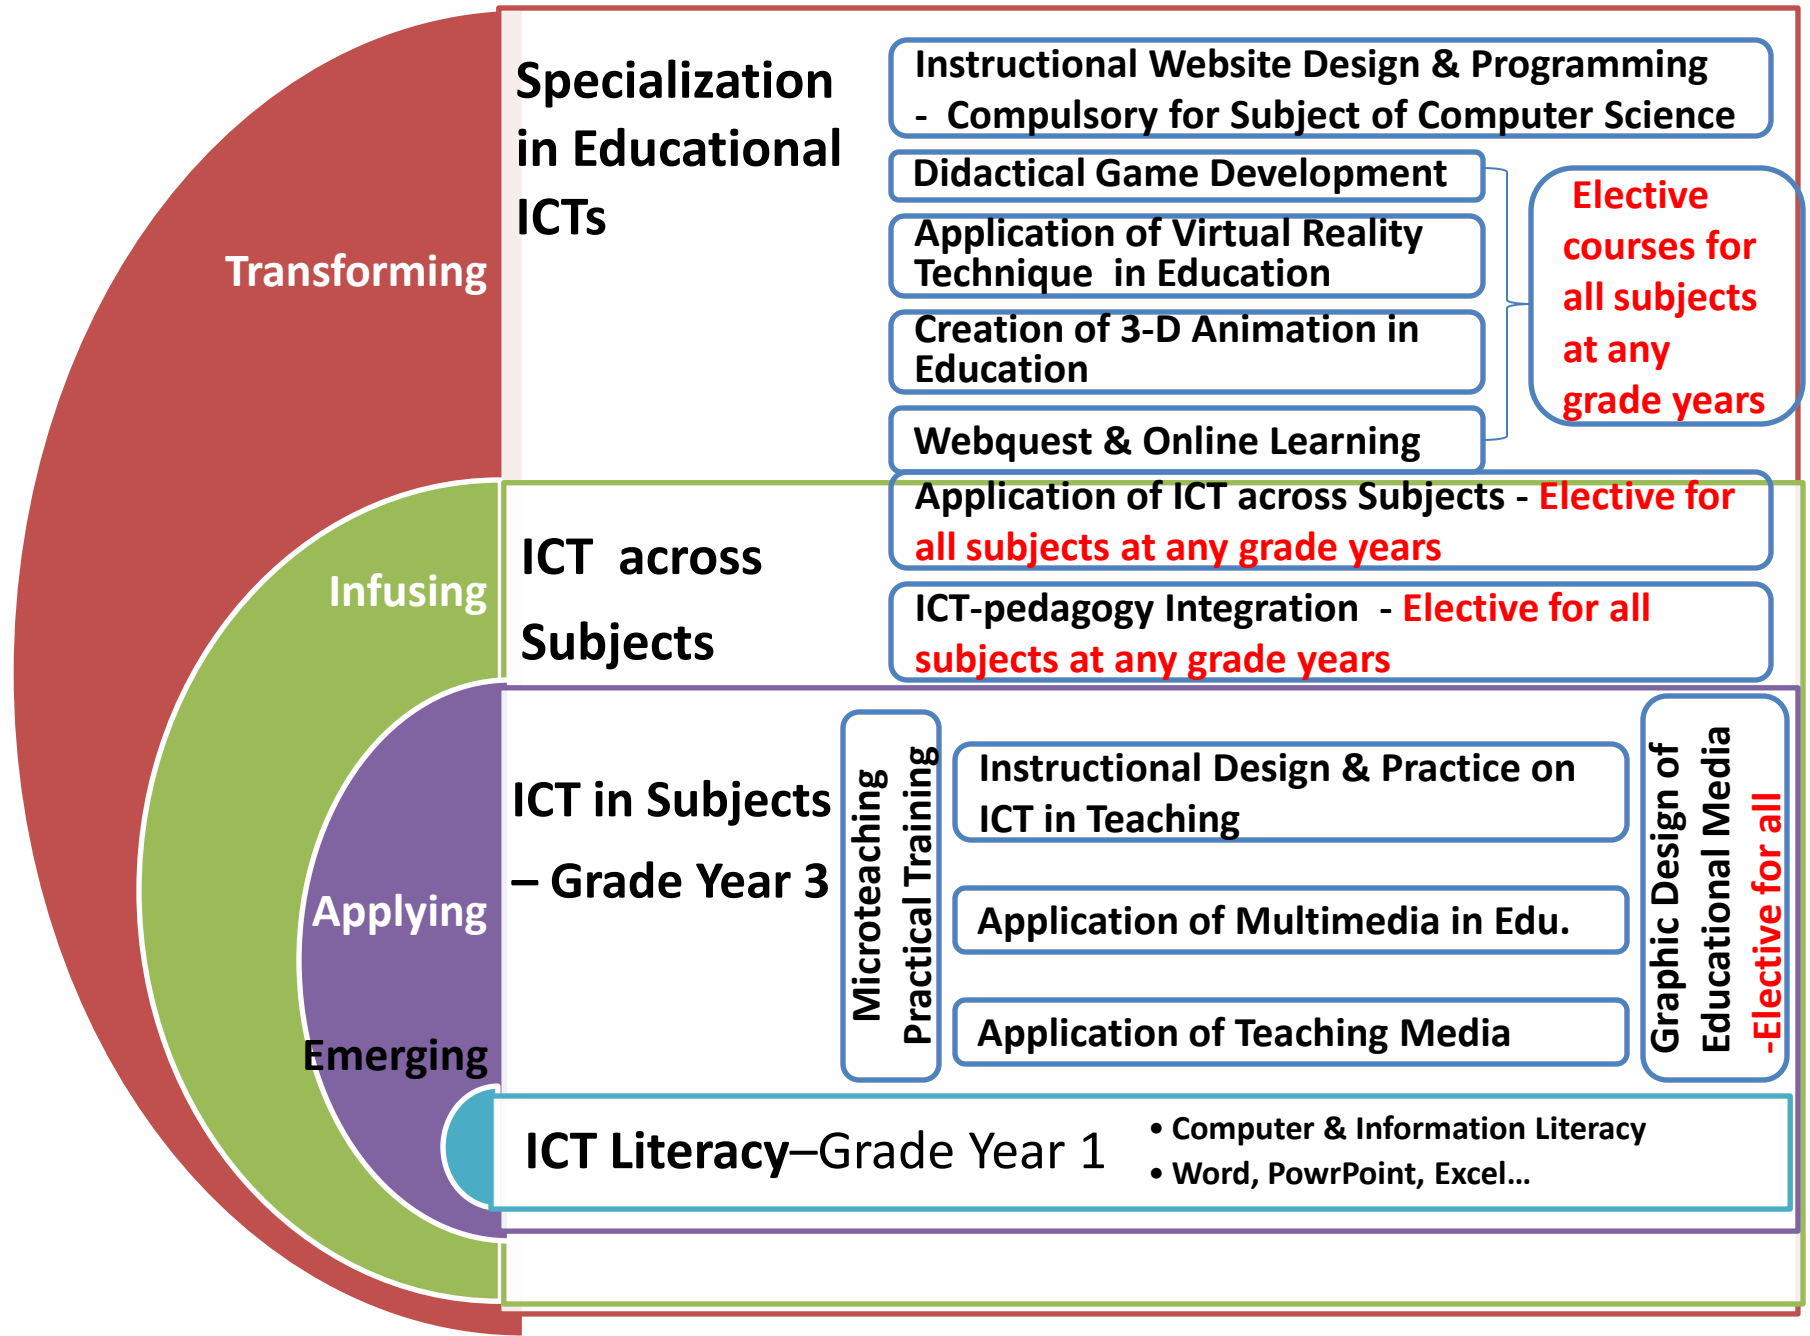 Transforming
Specialization
in Educational
ICTs
Instructional Website Design & Programming
- Compulsory for Subject of Computer Science
Didactical Game Development
Application of Virtual Reality
Technique in Education
Creation of 3-D Animation in
Education
Webquest & Online Learning
Elective
courses for
all subjects
at any
grade years
Infusing
ICT across
Subjects
Application of ICT across Subjects - Elective for
all subjects at any grade years
ICT-pedagogy Integration - Elective for all
subjects at any grade years
Applying
ICT in Subjects
– Grade Year 3
Microteaching
Practical Training
Instructional Design & Practice on
ICT in Teaching
Application of Multimedia in Edu.
Application of Teaching Media
Graphic Design of
Educational Media
-Elective for all
Emerging
ICT Literacy–Grade Year 1
• Computer & Information Literacy
• Word, PowrPoint, Excel...